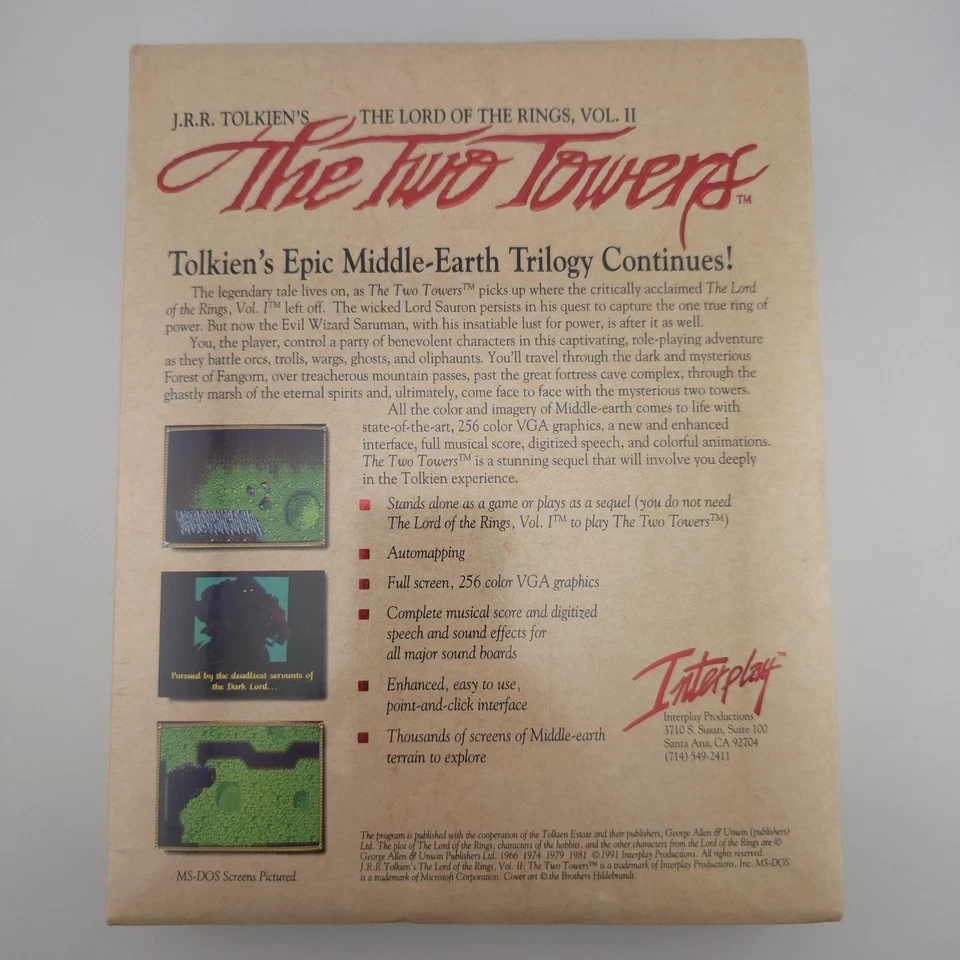 J.R.R. TOLKIEN'S THE LORD OF THE RINGS, VOL. II
The Two Towers™
Tolkien's Epic Middle-Earth Trilogy Continues!
The legendary tale lives on, as The Two Towers™ picks up where the critically acclaimed The Lord
of the Rings, Vol. I™ left off. The wicked Lord Sauron persists in his quest to capture the one true ring of
power. But now the Evil Wizard Saruman, with his insatiable lust for power, is after it as well.
You, the player, control a party of benevolent characters in this captivating, role-playing adventure
as they battle orcs, trolls, wargs, ghosts, and oliphaunts. You'll travel through the dark and mysterious
Forest of Fangorn, over treacherous mountain passes, past the great fortress cave complex, through the
ghastly marsh of the eternal spirits and, ultimately, come face to face with the mysterious two towers.
All the color and imagery of Middle-earth comes to life with
state-of-the-art, 256 color VGA graphics, a new and enhanced
interface, full musical score, digitized speech, and colorful animations.
The Two Towers™ is a stunning sequel that will involve you deeply
in the Tolkien experience.
Stands alone as a game or plays as a sequel (you do not need
The Lord of the Rings, Vol. I™ to play The Two Towers™)
Automapping
Full screen, 256 color VGA graphics
Complete musical score and digitized
speech and sound effects for
all major sound boards
Enhanced, easy to use,
point-and-click interface
Thousands of screens of Middle-earth
terrain to explore
Pursued by the deadliest servants of
the Dark Lord...
MS-DOS Screens Pictured.
Interplay™
Interplay Productions
3710 S. Susan, Suite 100
Santa Ana, CA 92704
(714) 549-2411
The program is published with the cooperation of the Tolkien Estate and their publishers, George Allen & Unwin (publishers)
Ltd. The plot of The Lord of the Rings, characters of the hobbits, and the other characters from the Lord of the Rings are ©
George Allen & Unwin Publishers Ltd. 1966 1974 1979 1981 ©1991 Interplay Productions. All rights reserved.
J.R.R.Tolkien's The Lord of the Rings, Vol. II: The Two Towers™ is a trademark of Interplay Productions, Inc. MS-DOS
is a trademark of Microsoft Corporation. Cover art © the Brothers Hildebrandt.